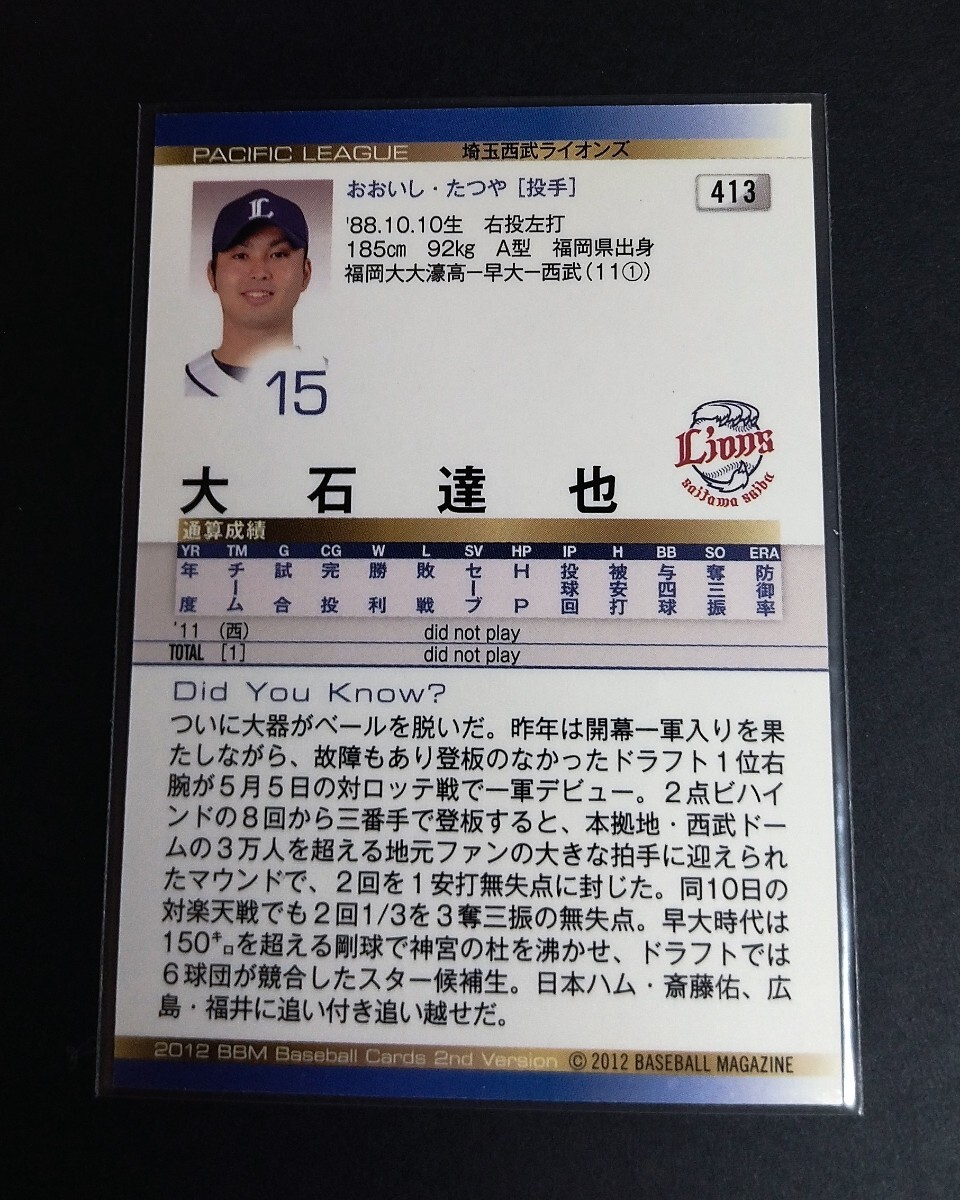 PACIFIC LEAGUE 埼玉西武ライオンズ
おおいし・たつや［投手］ 413
'88.10.10生　右投左打
185㎝　92㎏　A型　福岡県出身
福岡大大濠高ー早大ー西武（11①）
L
15
Lions
saitama seibu
大石達也
通算成績
YR TM G CG W L SV HP IP H BB SO ERA
年度 チーム 試合 完投 勝利 敗戦 セーブ HP 投球回 被安打 与四球 奪三振 防御率
'11 （西） did not play
TOTAL ［1］ did not play
Did You Know?
ついに大器がベールを脱いだ。昨年は開幕一軍入りを果
たしながら、故障もあり登板のなかったドラフト１位右
腕が５月５日の対ロッテ戦で一軍デビュー。２点ビハイ
ンドの８回から三番手で登板すると、本拠地・西武ドー
ムの３万人を超える地元ファンの大きな拍手に迎えられ
たマウンドで、２回を１安打無失点に封じた。同10日の
対楽天戦でも２回1/3を３奪三振の無失点。早大時代は
150㌔を超える剛球で神宮の杜を沸かせ、ドラフトでは
６球団が競合したスター候補生。日本ハム・斎藤佑、広
島・福井に追い付き追い越せだ。
2012 BBM Baseball Cards 2nd Version © 2012 BASEBALL MAGAZINE